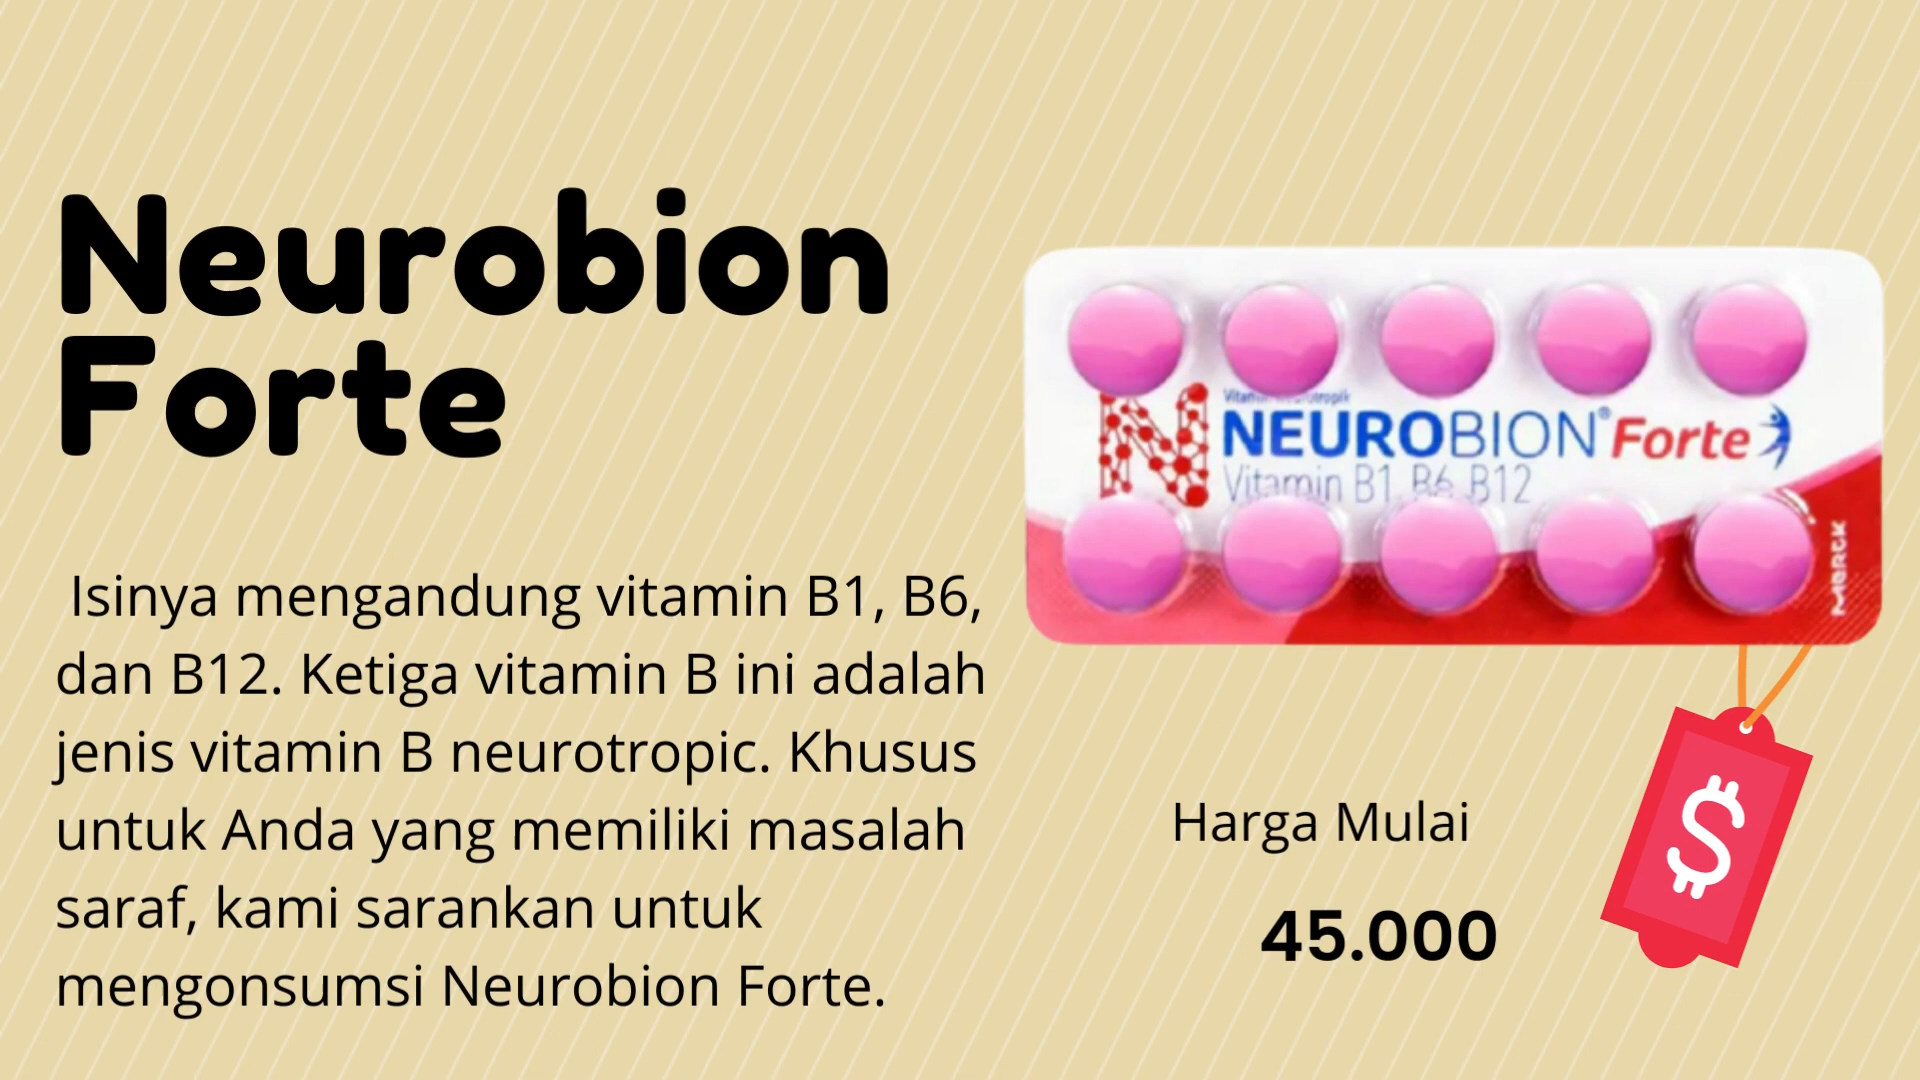 Neurobion
Forte
Isinya mengandung vitamin B1, B6,
dan B12. Ketiga vitamin B ini adalah
jenis vitamin B neurotropic. Khusus
untuk Anda yang memiliki masalah
saraf, kami sarankan untuk
mengonsumsi Neurobion Forte.
N
NEUROBION® Forte
Vitamin B1, B6, B12
MERCK
Harga Mulai
45.000
$